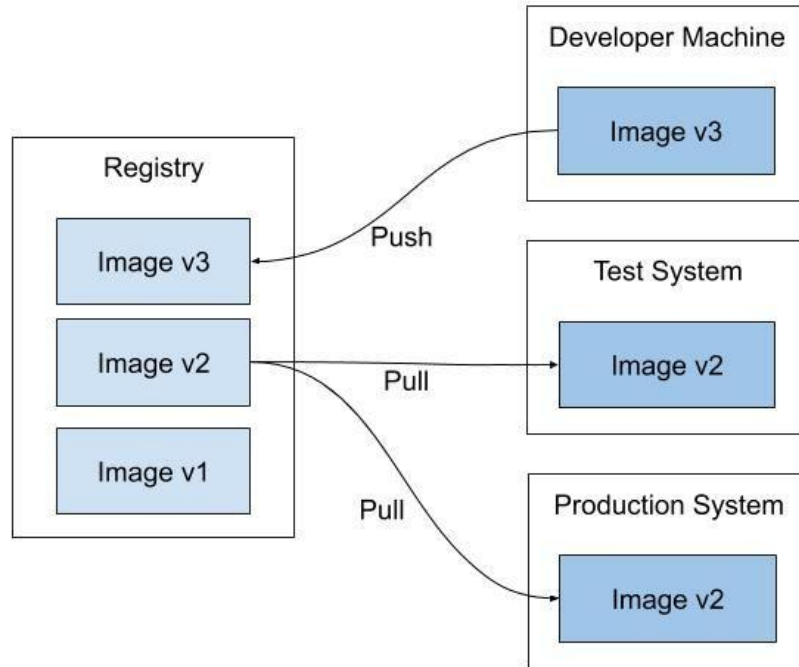 Registry
Image v3
Image v2
Image v1
Push
Pull
Pull
Developer Machine
Image v3
Test System
Image v2
Production System
Image v2